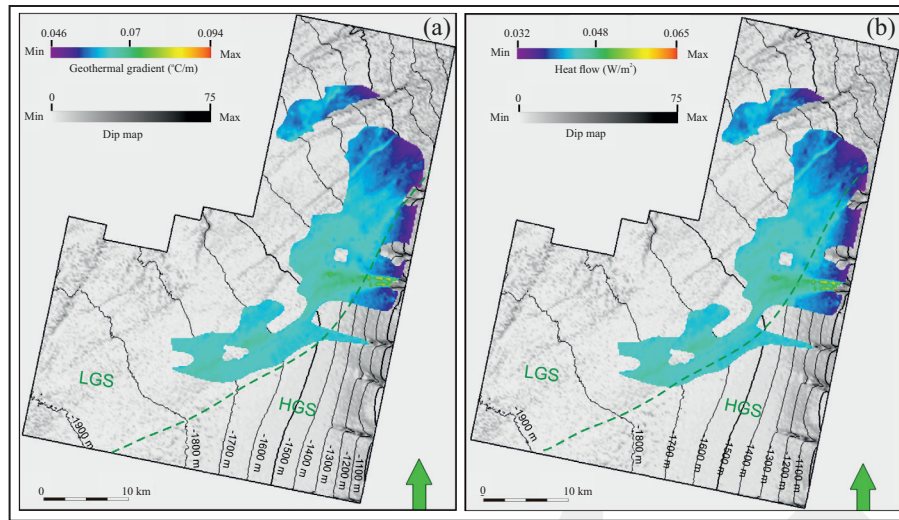 (a)
0.046 0.07 0.094
Min Max
Geothermal gradient (°C/m)
0 75
Min Max
Dip map
LGS
HGS
-1900 m
-1800 m
-1700 m
-1600 m
-1500 m
-1400 m
-1300 m
-1200 m
-1100 m
0 10 km
(b)
0.032 0.048 0.065
Min Max
Heat flow (W/m²)
0 75
Min Max
Dip map
LGS
HGS
-1900 m
-1800 m
-1700 m
-1600 m
-1500 m
-1400 m
-1300 m
-1200 m
-1100 m
0 10 km